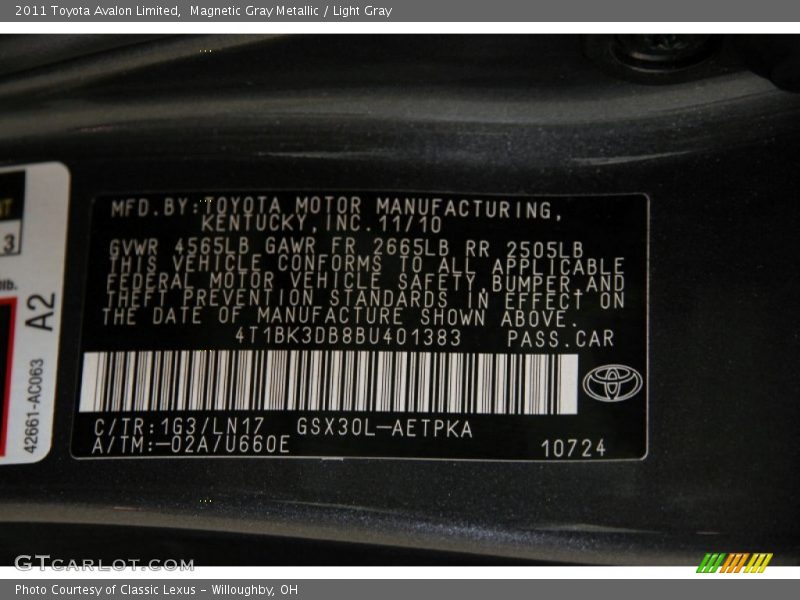 2011 Toyota Avalon Limited, Magnetic Gray Metallic / Light Gray
3
A2
42661-AC063
MFD.BY:TOYOTA MOTOR MANUFACTURING,
KENTUCKY,INC.11/10
GVWR 4565LB GAWR FR 2665LB RR 2505LB
THIS VEHICLE CONFORMS TO ALL APPLICABLE
FEDERAL MOTOR VEHICLE SAFETY,BUMPER,AND
THEFT PREVENTION STANDARDS IN EFFECT ON
THE DATE OF MANUFACTURE SHOWN ABOVE.
4T1BK3DB8BU401383 PASS.CAR
C/TR:1G3/LN17 GSX30L-AETPKA
A/TM:-02A/U660E 10724
GTCARLOT.COM
Photo Courtesy of Classic Lexus - Willoughby, OH